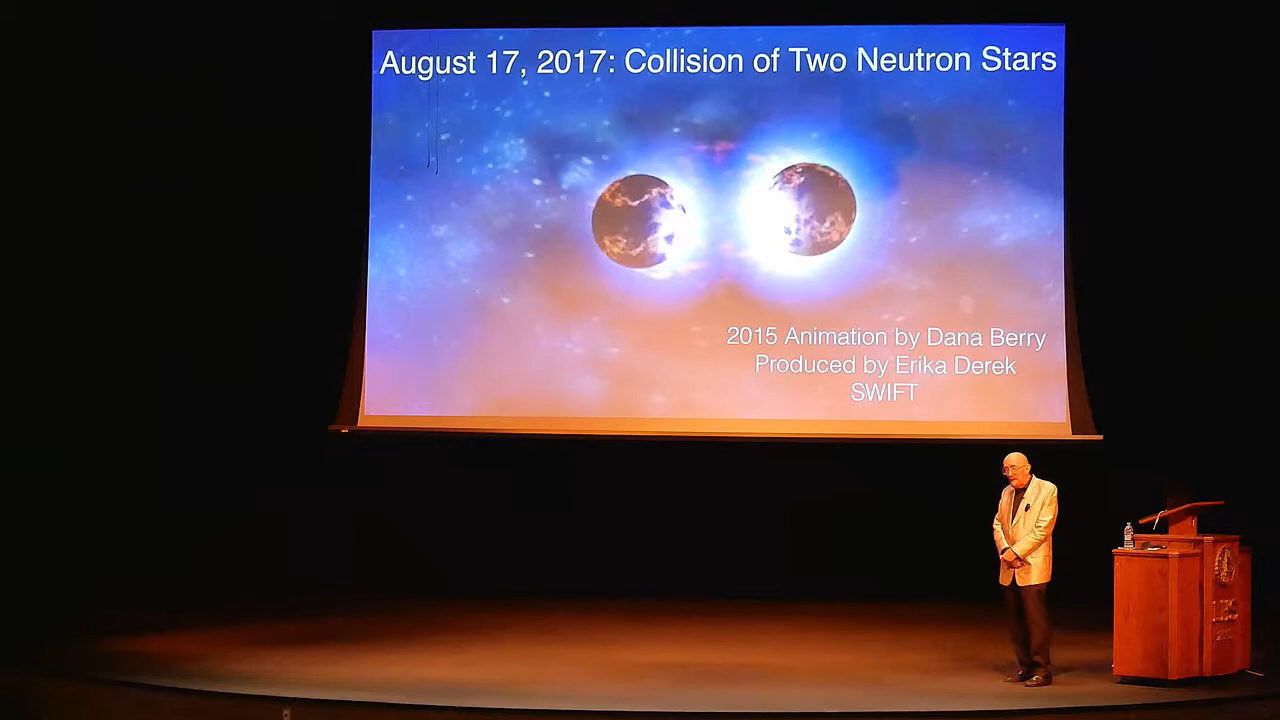 August 17, 2017: Collision of Two Neutron Stars
2015 Animation by Dana Berry
Produced by Erika Derek
SWIFT